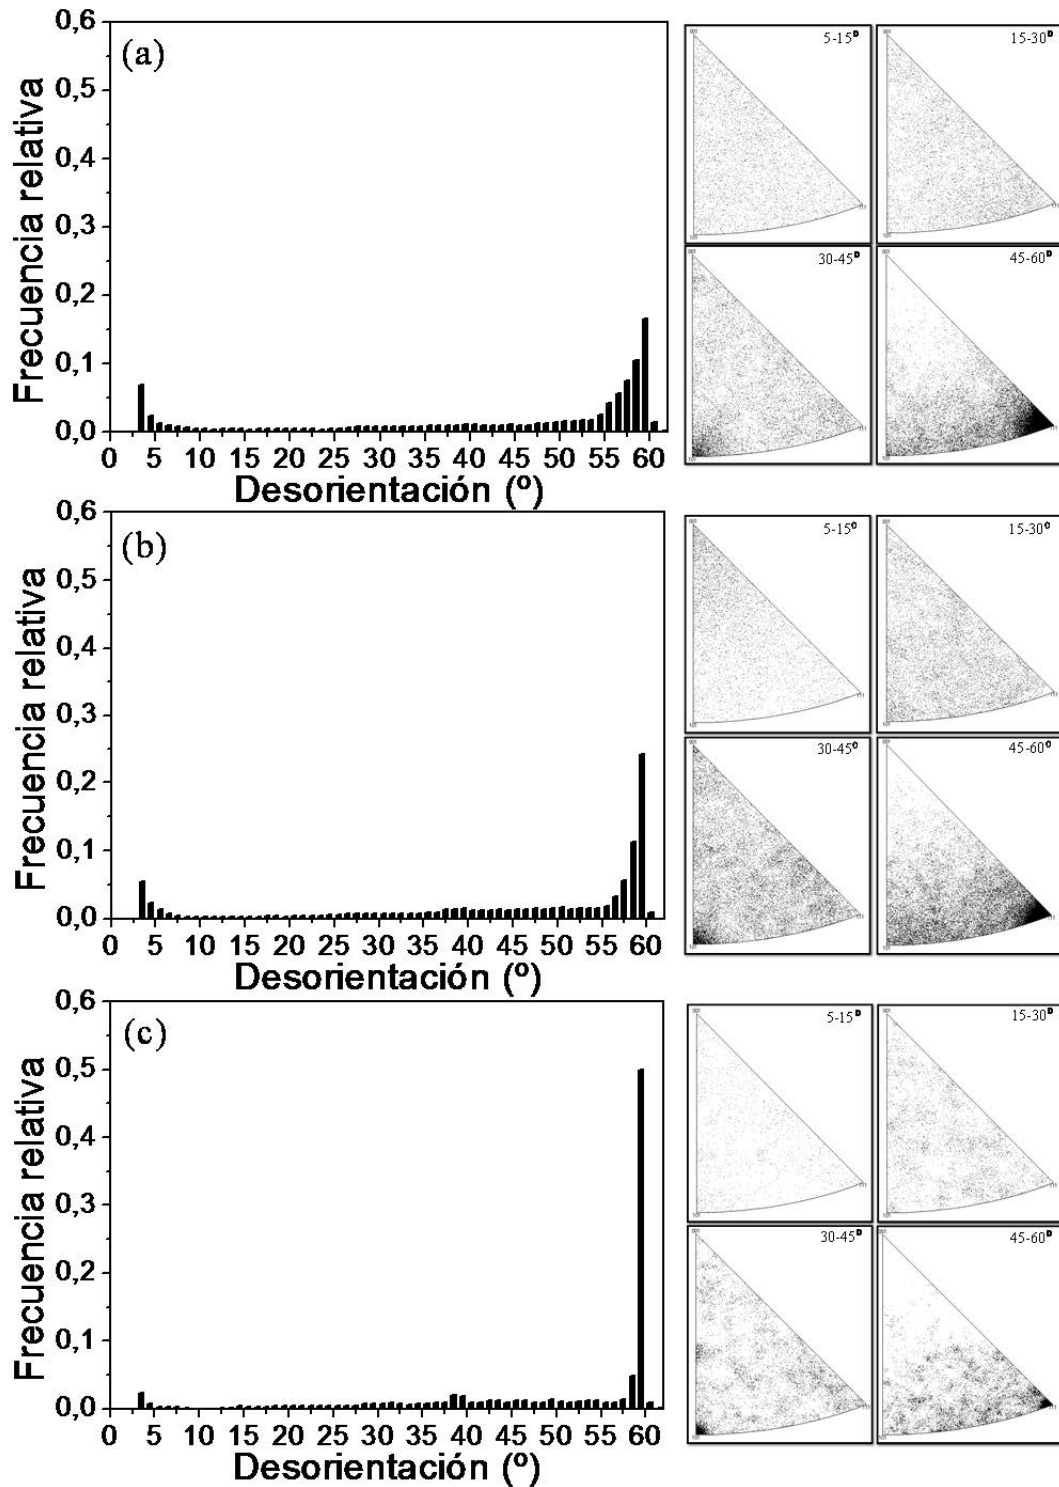 (a)
Frecuencia relativa
0,6
0,5
0,4
0,3
0,2
0,1
0,0
0 5 10 15 20 25 30 35 40 45 50 55 60
Desorientación (º)
5-15º
15-30º
30-45º
45-60º
(b)
Frecuencia relativa
0,6
0,5
0,4
0,3
0,2
0,1
0,0
0 5 10 15 20 25 30 35 40 45 50 55 60
Desorientación (º)
5-15º
15-30º
30-45º
45-60º
(c)
Frecuencia relativa
0,6
0,5
0,4
0,3
0,2
0,1
0,0
0 5 10 15 20 25 30 35 40 45 50 55 60
Desorientación (º)
5-15º
15-30º
30-45º
45-60º